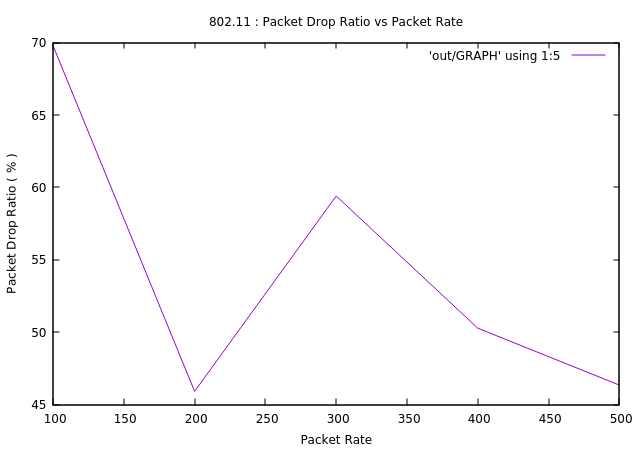 802.11 : Packet Drop Ratio vs Packet Rate
'out/GRAPH' using 1:5
Packet Drop Ratio ( % )
70
65
60
55
50
45
100 150 200 250 300 350 400 450 500
Packet Rate